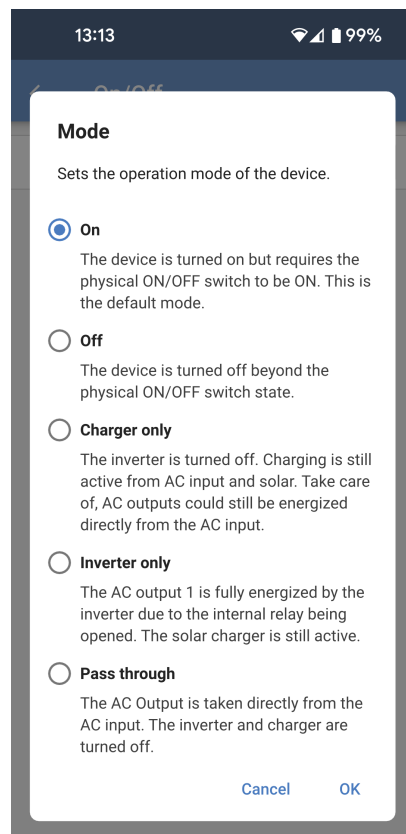 13:13
99%
On/Off
Mode
Sets the operation mode of the device.
On
The device is turned on but requires the
physical ON/OFF switch to be ON. This is
the default mode.
Off
The device is turned off beyond the
physical ON/OFF switch state.
Charger only
The inverter is turned off. Charging is still
active from AC input and solar. Take care
of, AC outputs could still be energized
directly from the AC input.
Inverter only
The AC output 1 is fully energized by the
inverter due to the internal relay being
opened. The solar charger is still active.
Pass through
The AC Output is taken directly from the
AC input. The inverter and charger are
turned off.
Cancel
OK